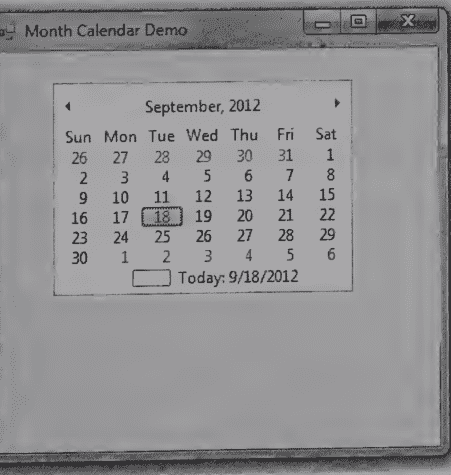 Month Calendar Demo
September, 2012
Sun Mon Tue Wed Thu Fri Sat
26 27 28 29 30 31 1
2 3 4 5 6 7 8
9 10 11 12 13 14 15
16 17 18 19 20 21 22
23 24 25 26 27 28 29
30 1 2 3 4 5 6
Today: 9/18/2012